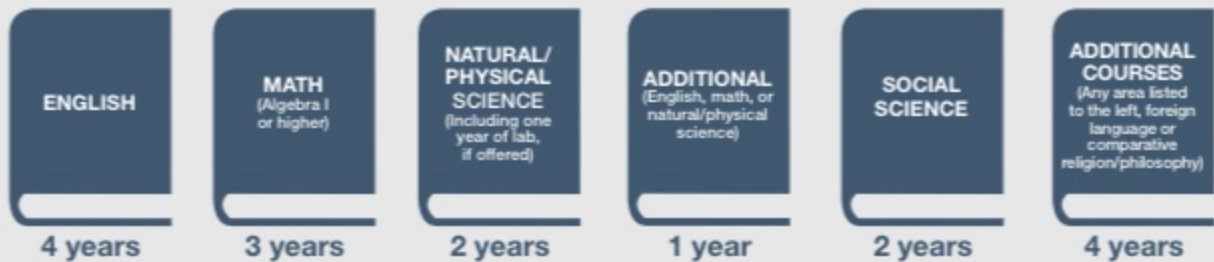 ENGLISH
4 years
MATH
(Algebra I
or higher)
3 years
NATURAL/
PHYSICAL
SCIENCE
(Including one
year of lab,
if offered)
2 years
ADDITIONAL
(English, math, or
natural/physical
science)
1 year
SOCIAL
SCIENCE
2 years
ADDITIONAL
COURSES
(Any area listed
to the left, foreign
language or
comparative
religion/philosophy)
4 years